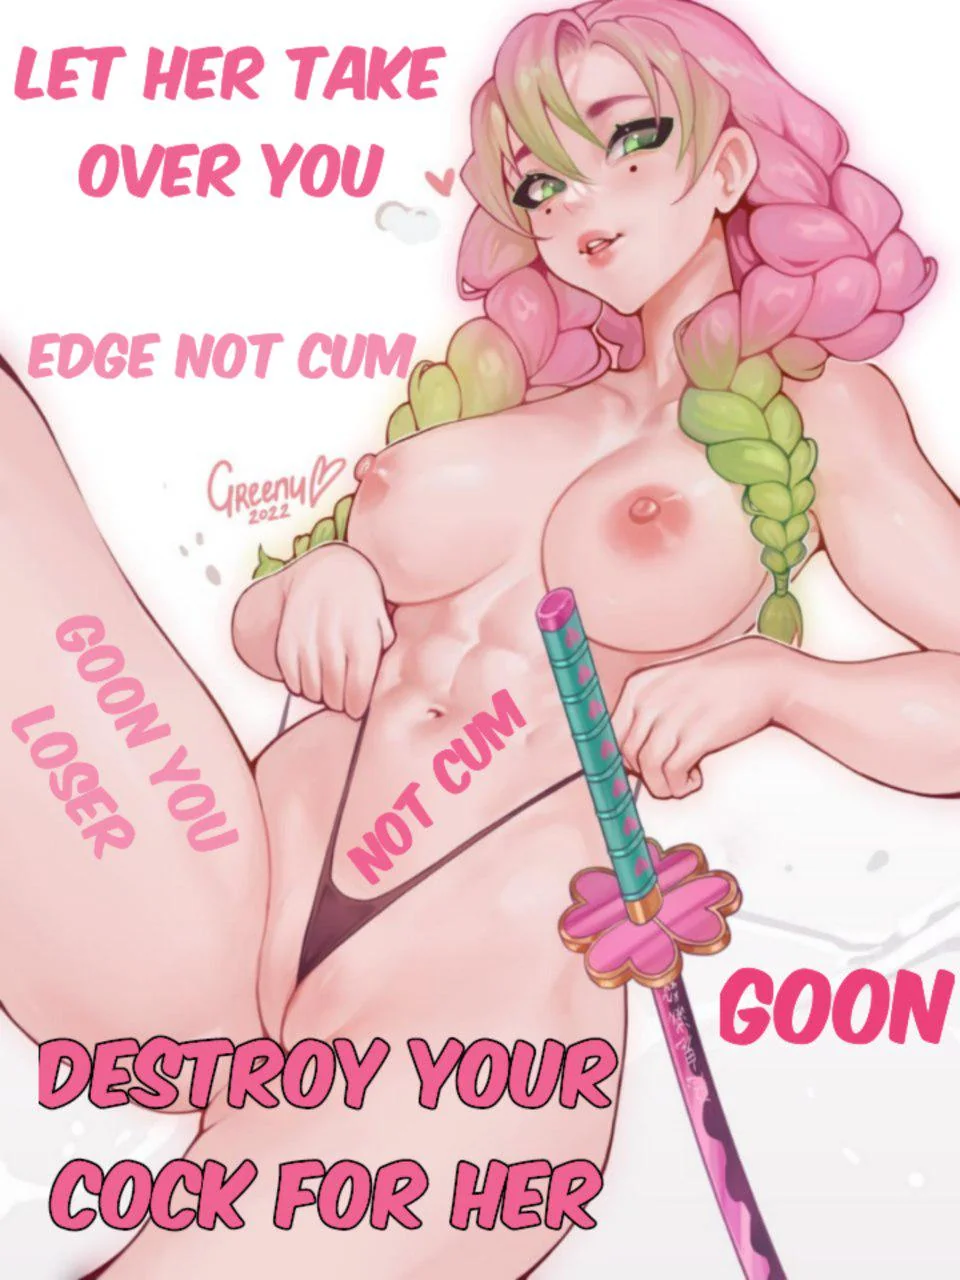 LET HER TAKE
OVER YOU
EDGE NOT CUM
GREENY
2022
GOON YOU
LOSER
NOT CUM
GOON
DESTROY YOUR
COCK FOR HER